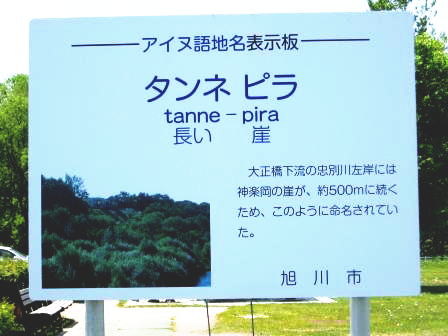 アイヌ語地名表示板
タンネ ピラ
tanne－pira
長い　崖
大正橋下流の忠別川左岸には
神楽岡の崖が、約500mに続く
ため、このように命名されてい
た。
旭川市